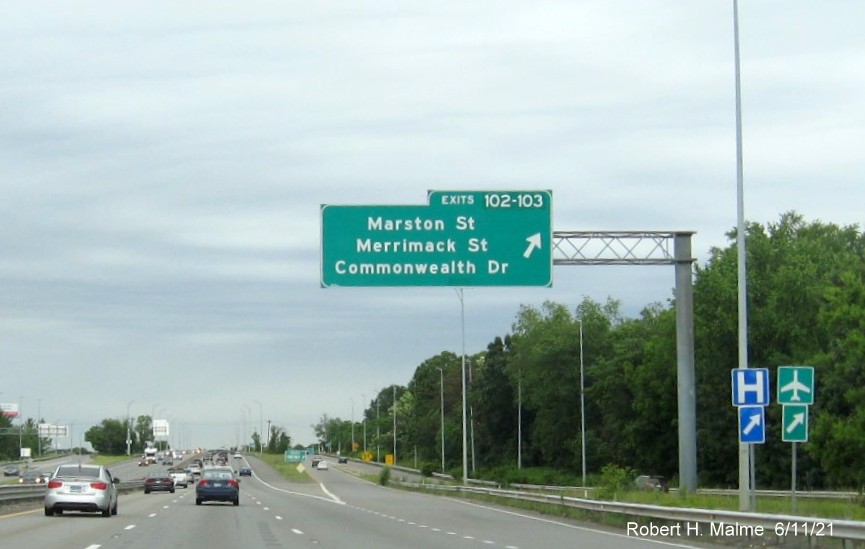 EXITS 102-103
Marston St
Merrimack St
Commonwealth Dr
H
Robert H. Malme 6/11/21